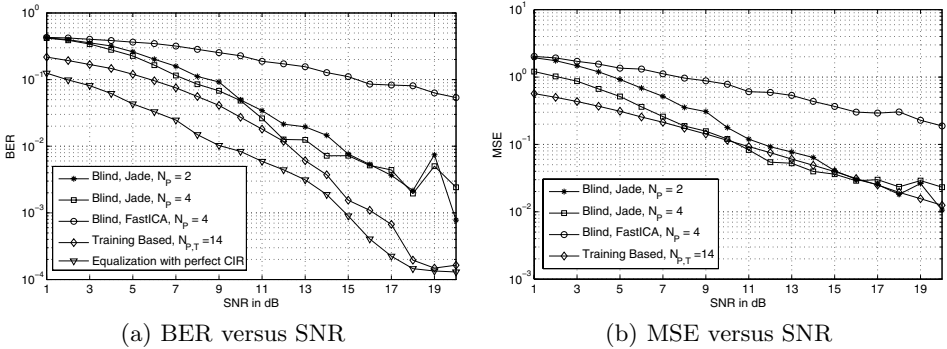 10^0
10^-1
10^-2
10^-3
10^-4
BER
1 3 5 7 9 11 13 15 17 19
SNR in dB
Blind, Jade, N_P = 2
Blind, Jade, N_P = 4
Blind, FastICA, N_P = 4
Training Based, N_P,T =14
Equalization with perfect CIR
(a) BER versus SNR
10^1
10^0
10^-1
10^-2
10^-3
MSE
1 3 5 7 9 11 13 15 17 19
SNR in dB
Blind, Jade, N_P = 2
Blind, Jade, N_P = 4
Blind, FastICA, N_P = 4
Training Based, N_P,T =14
(b) MSE versus SNR